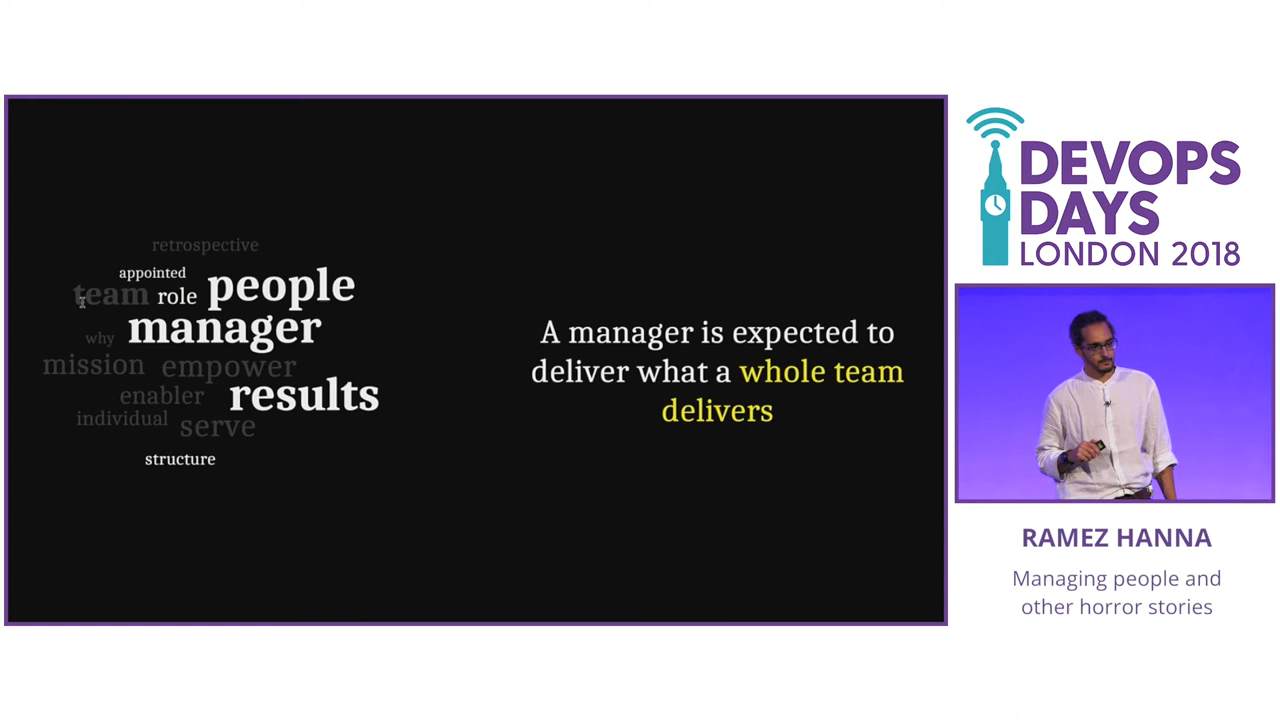 retrospective
appointed
team role people
why manager
mission empower
enabler results
individual serve
structure
A manager is expected to
deliver what a whole team
delivers
DEVOPS
DAYS
LONDON 2018
RAMEZ HANNA
Managing people and
other horror stories